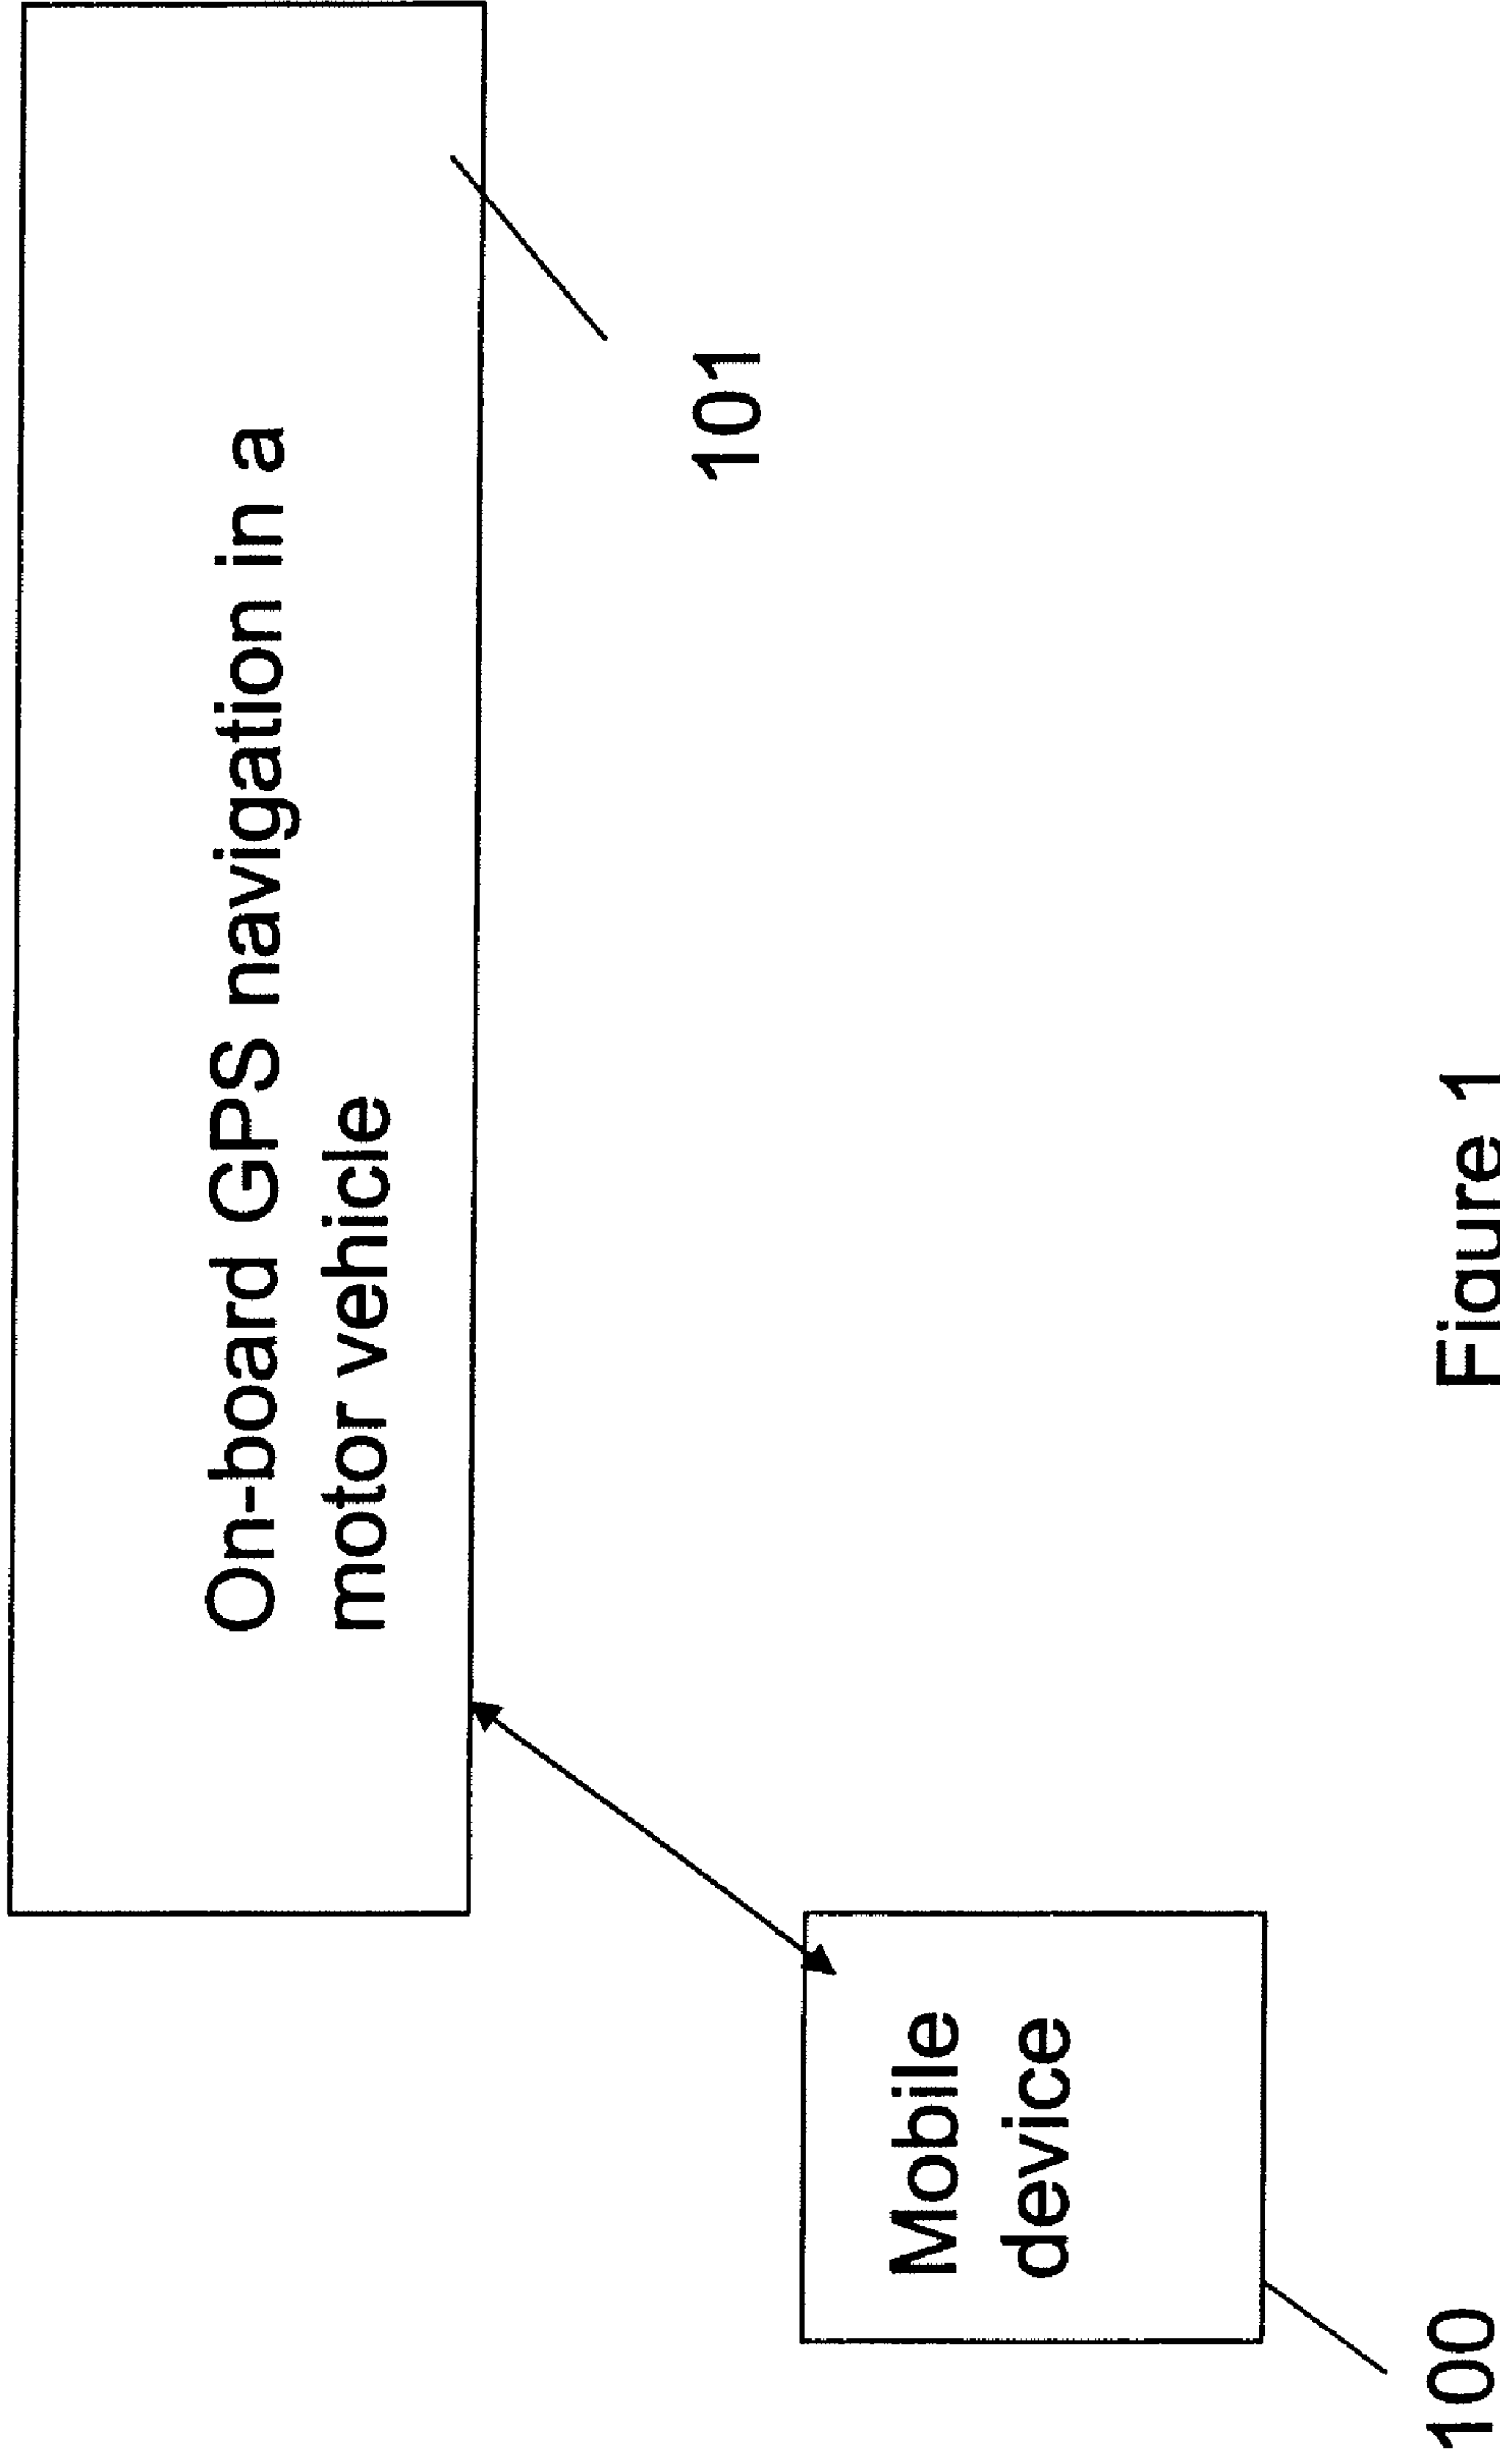 On-board GPS navigation in a
motor vehicle
101
Mobile
device
100
Figure 1